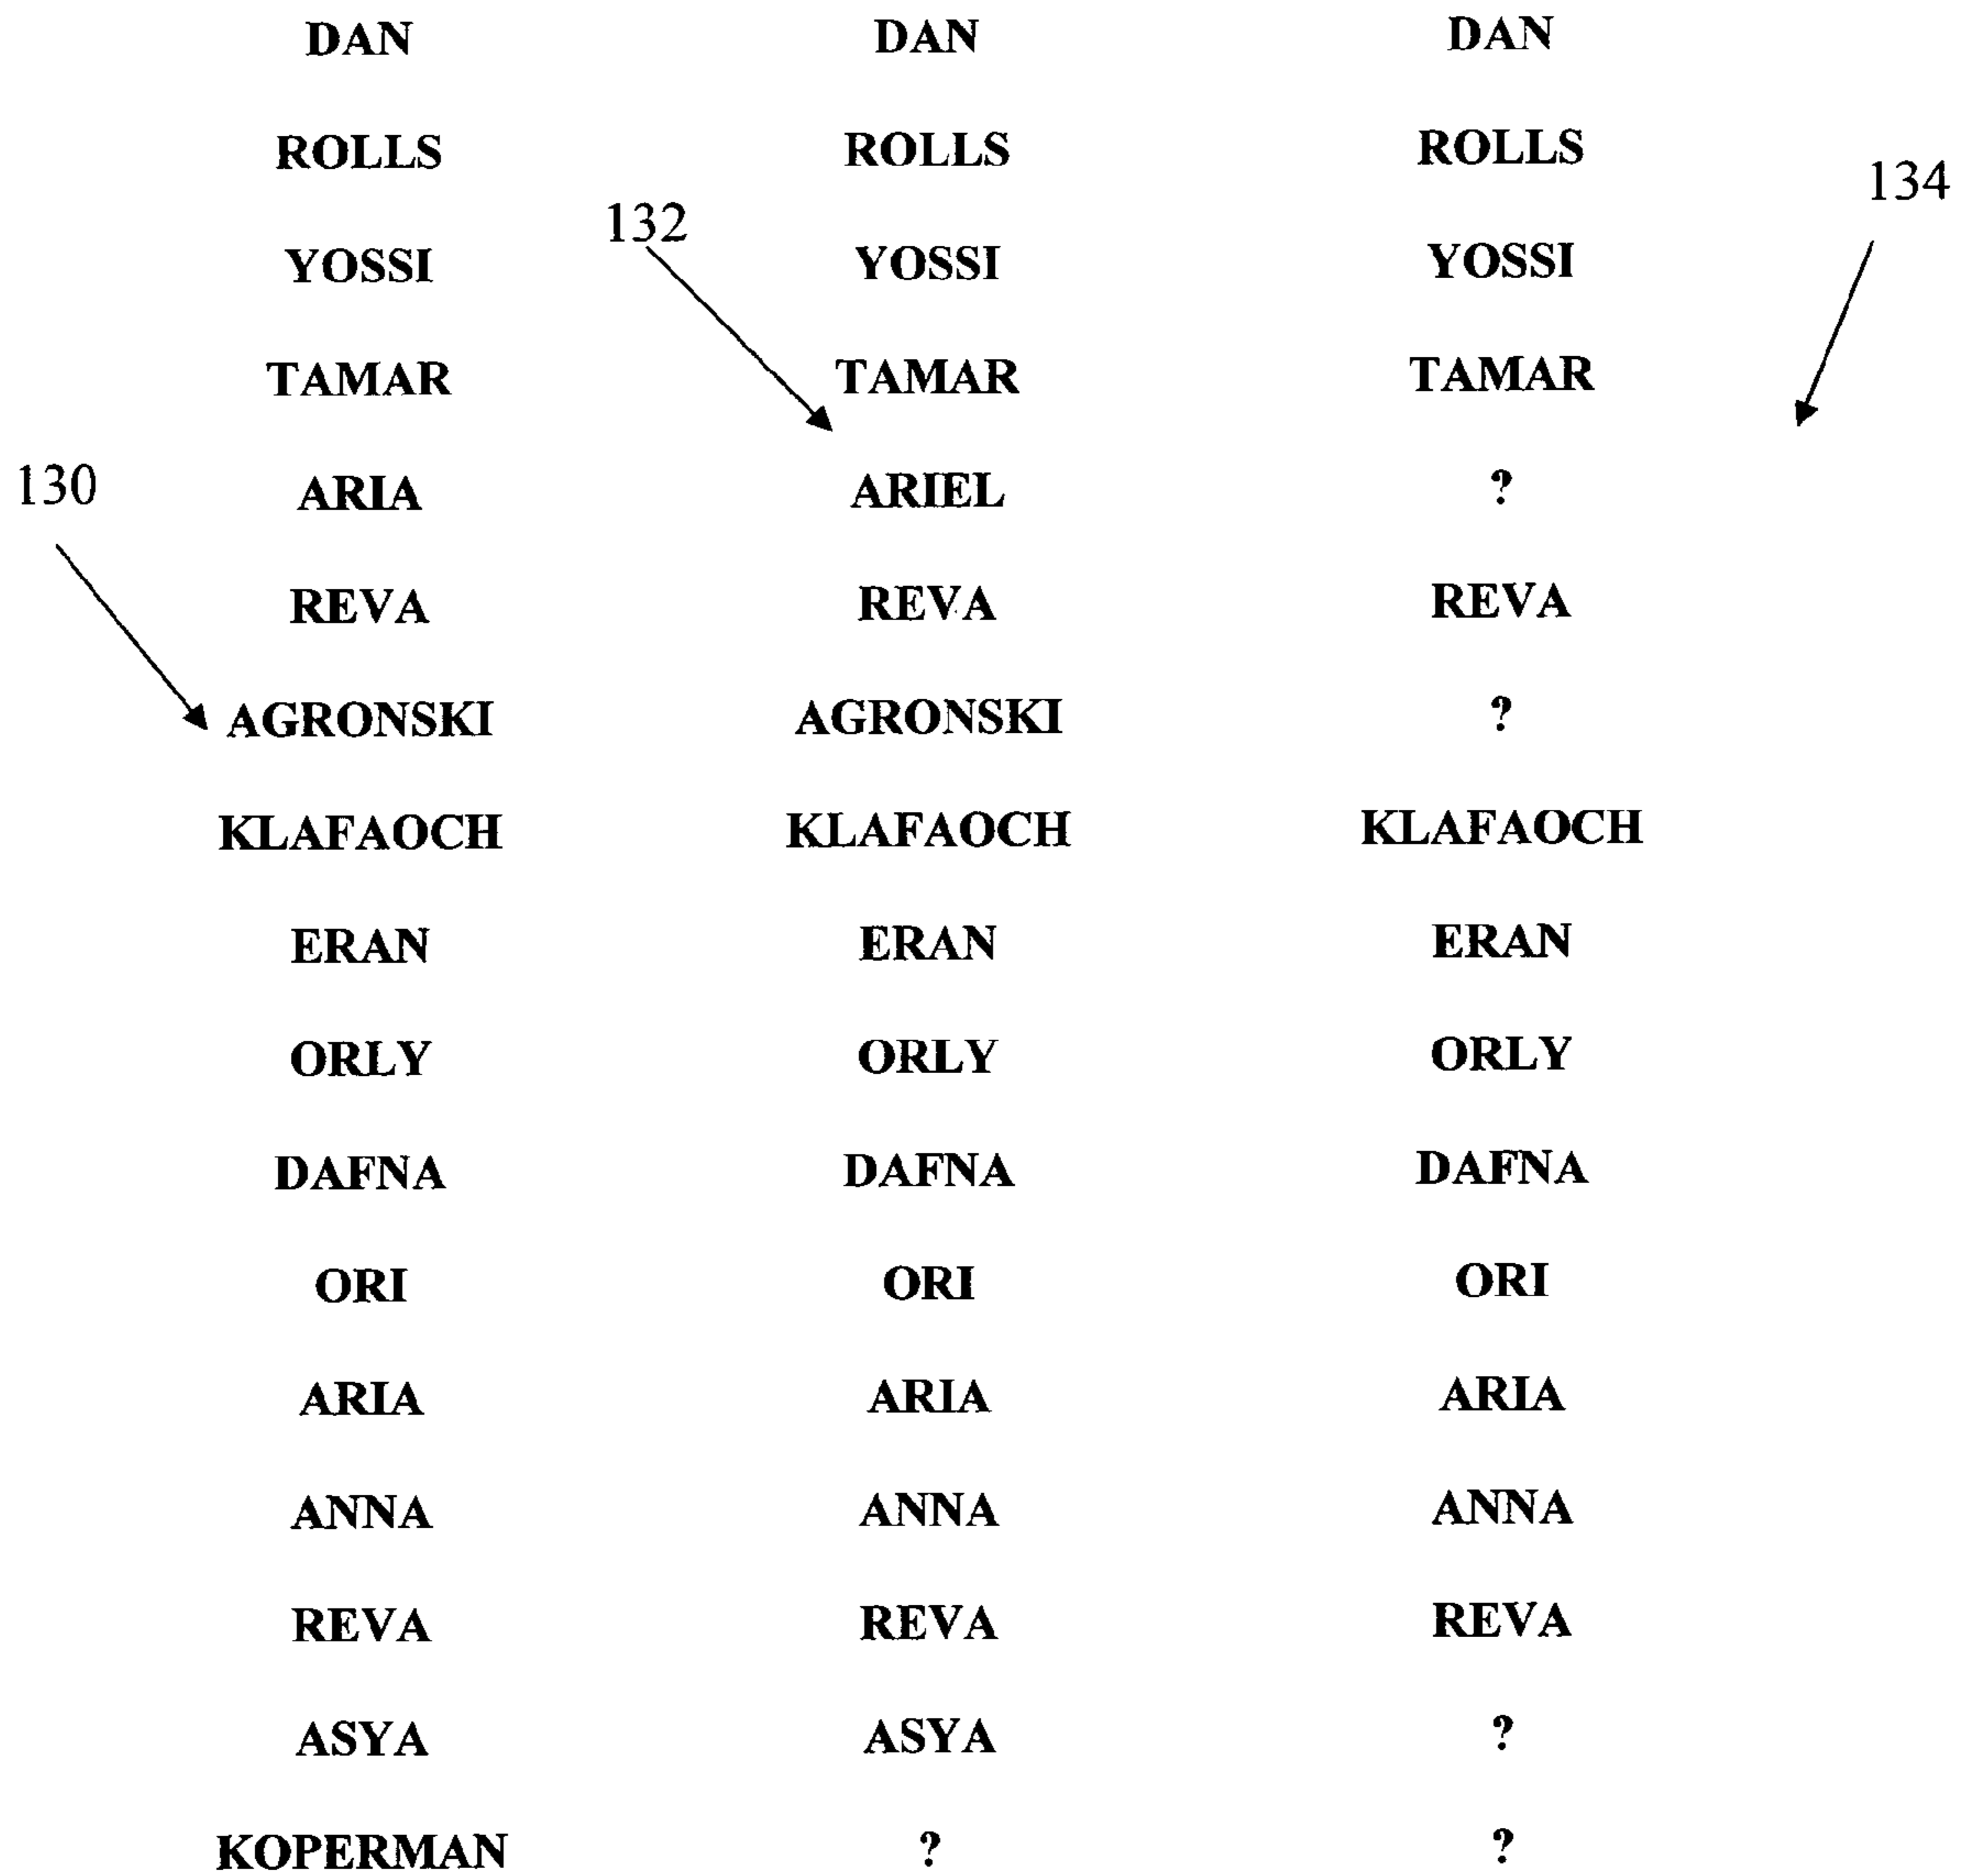 DAN DAN DAN
ROLLS ROLLS ROLLS
134
132
YOSSI YOSSI YOSSI
TAMAR TAMAR TAMAR
130 ARIA ARIEL ?
REVA REVA REVA
AGRONSKI AGRONSKI ?
KLAFAOCH KLAFAOCH KLAFAOCH
ERAN ERAN ERAN
ORLY ORLY ORLY
DAFNA DAFNA DAFNA
ORI ORI ORI
ARIA ARIA ARIA
ANNA ANNA ANNA
REVA REVA REVA
ASYA ASYA ?
KOPERMAN ? ?